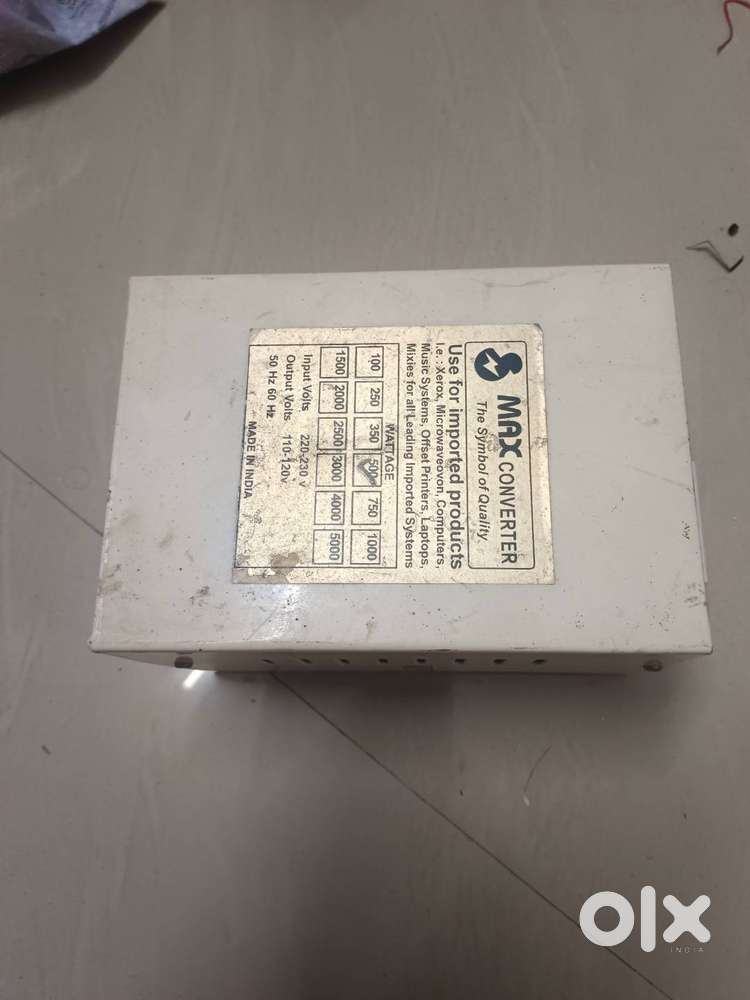 MAX CONVERTER
The Symbol of Quality
Use for imported products
I.e. : Xerox, Microwaveovon, Computers,
Music Systems, Offset Printers, Laptops,
Mixies for all Leading Imported Systems
WATTAGE
100 250 350 500 750 1000
1500 2000 2500 3000 4000 5000
Input Volts 220-230 v
Output Volts 110-120v
50 Hz 60 Hz
MADE IN INDIA
olx
INDIA